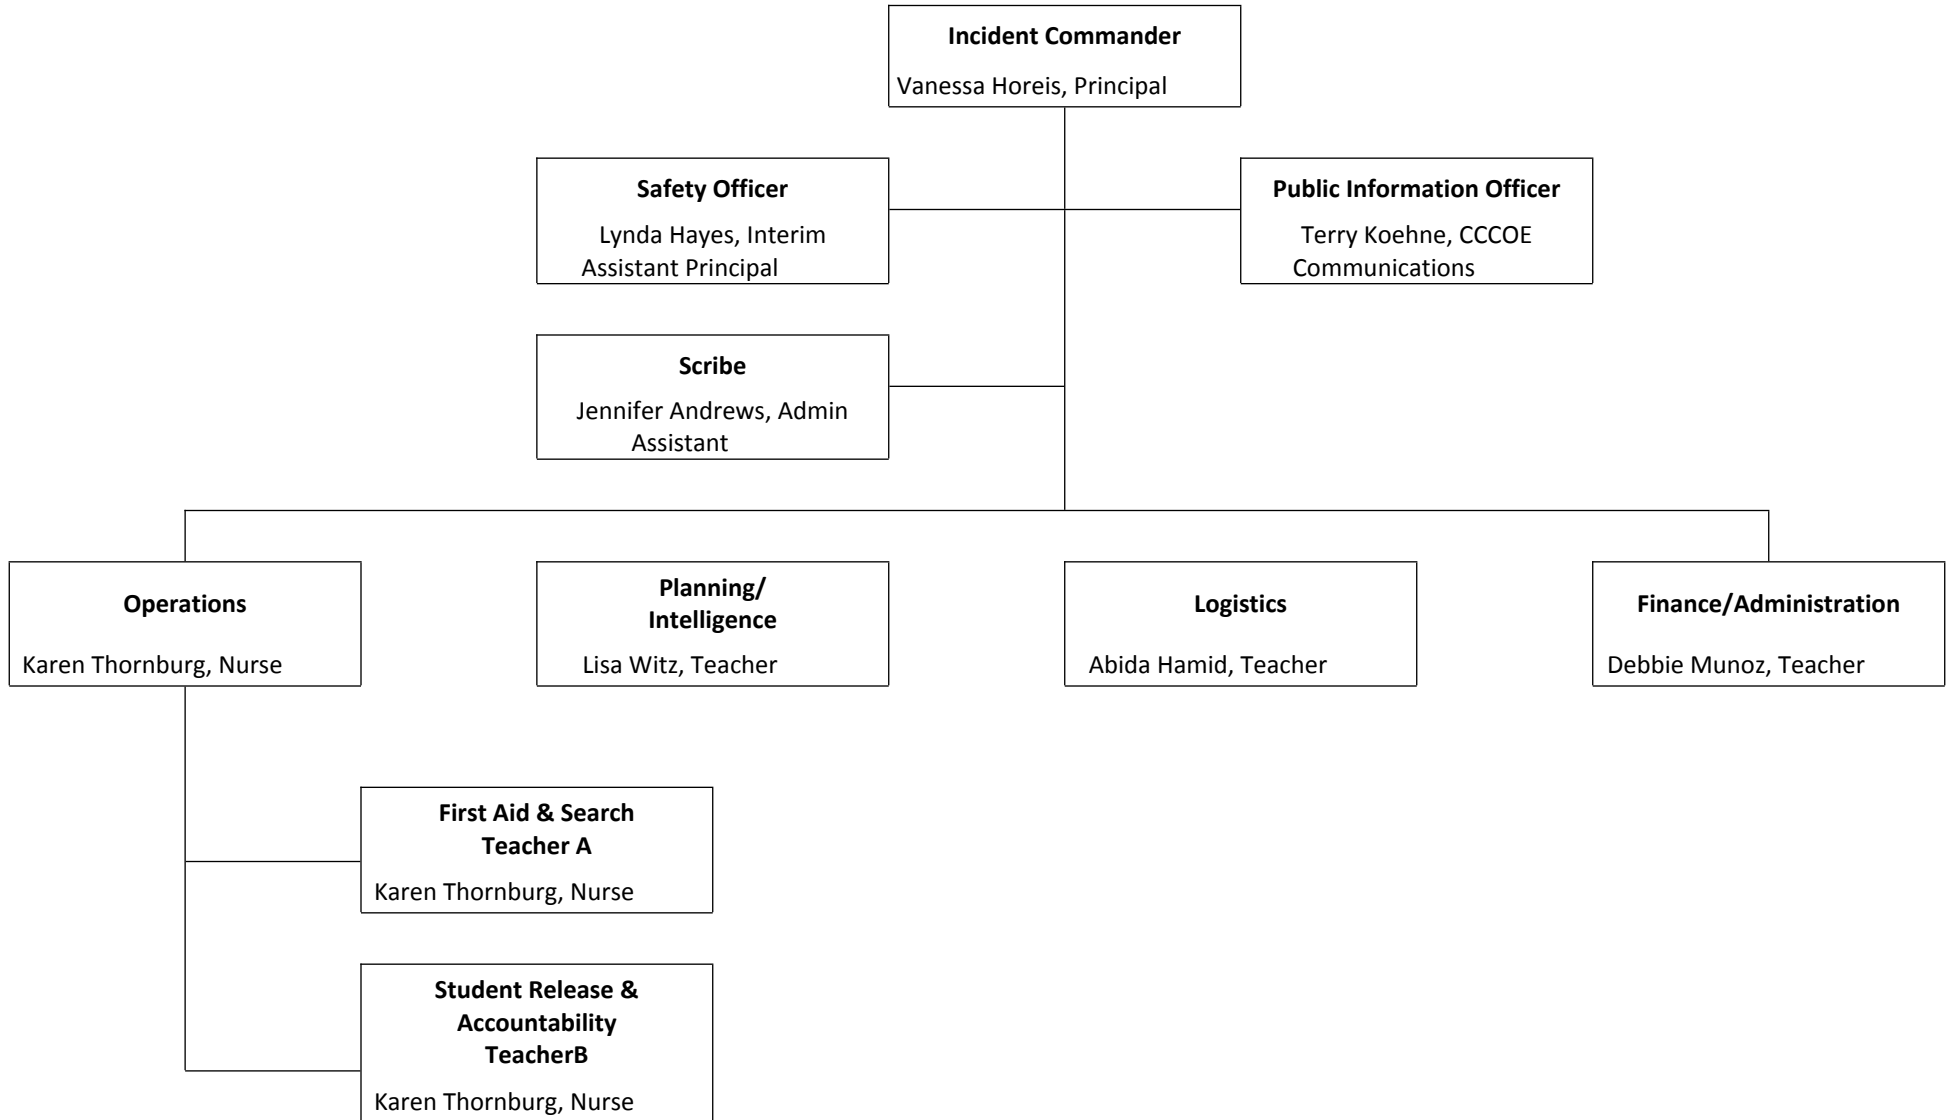 Incident Commander
Vanessa Horeis, Principal
Safety Officer
Lynda Hayes, Interim
Assistant Principal
Public Information Officer
Terry Koehne, CCCOE
Communications
Scribe
Jennifer Andrews, Admin
Assistant
Operations
Karen Thornburg, Nurse
Planning/
Intelligence
Lisa Witz, Teacher
Logistics
Abida Hamid, Teacher
Finance/Administration
Debbie Munoz, Teacher
First Aid & Search
Teacher A
Karen Thornburg, Nurse
Student Release &
Accountability
TeacherB
Karen Thornburg, Nurse